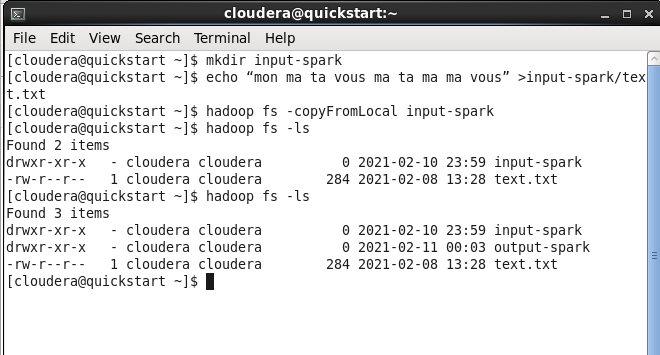 cloudera@quickstart:~
File Edit View Search Terminal Help
[cloudera@quickstart ~]$ mkdir input-spark
[cloudera@quickstart ~]$ echo “mon ma ta vous ma ta ma ma vous” >input-spark/tex
t.txt
[cloudera@quickstart ~]$ hadoop fs -copyFromLocal input-spark
[cloudera@quickstart ~]$ hadoop fs -ls
Found 2 items
drwxr-xr-x   - cloudera cloudera          0 2021-02-10 23:59 input-spark
-rw-r--r--   1 cloudera cloudera        284 2021-02-08 13:28 text.txt
[cloudera@quickstart ~]$ hadoop fs -ls
Found 3 items
drwxr-xr-x   - cloudera cloudera          0 2021-02-10 23:59 input-spark
drwxr-xr-x   - cloudera cloudera          0 2021-02-11 00:03 output-spark
-rw-r--r--   1 cloudera cloudera        284 2021-02-08 13:28 text.txt
[cloudera@quickstart ~]$